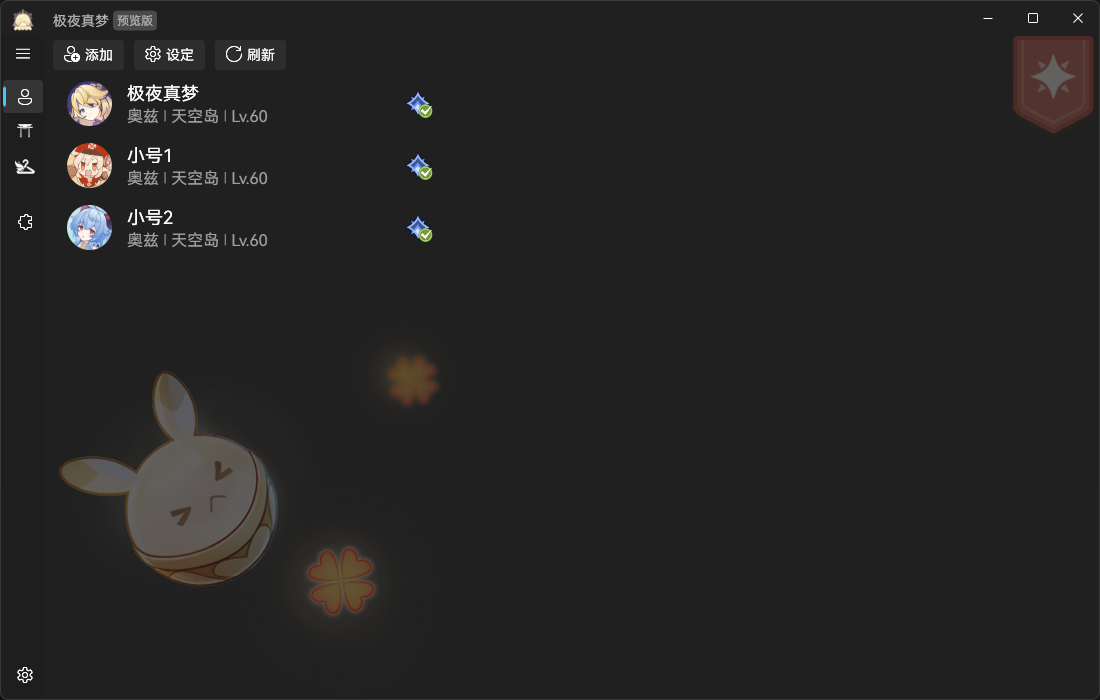 极夜真梦 预览版
添加 设定 刷新
极夜真梦
奥兹 | 天空岛 | Lv.60
小号1
奥兹 | 天空岛 | Lv.60
小号2
奥兹 | 天空岛 | Lv.60